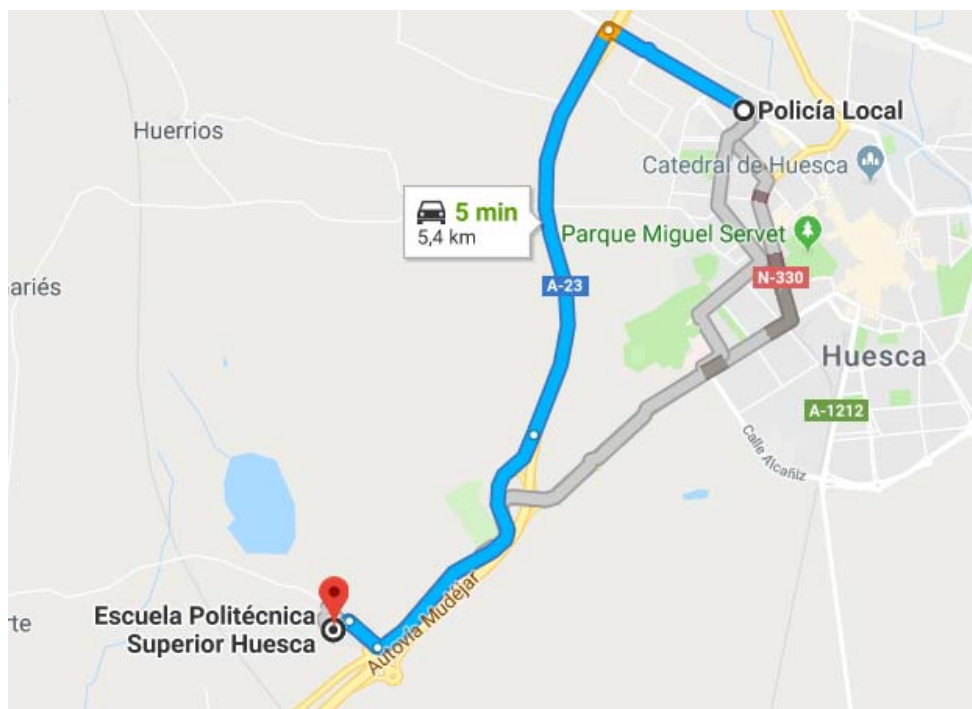 Policía Local
Huerrios
Catedral de Huesca
5 min
5,4 km
Parque Miguel Servet
ariés
A-23
N-330
Huesca
A-1212
Calle Alcañiz
Autovía Mudéjar
Escuela Politécnica
Superior Huesca
rte